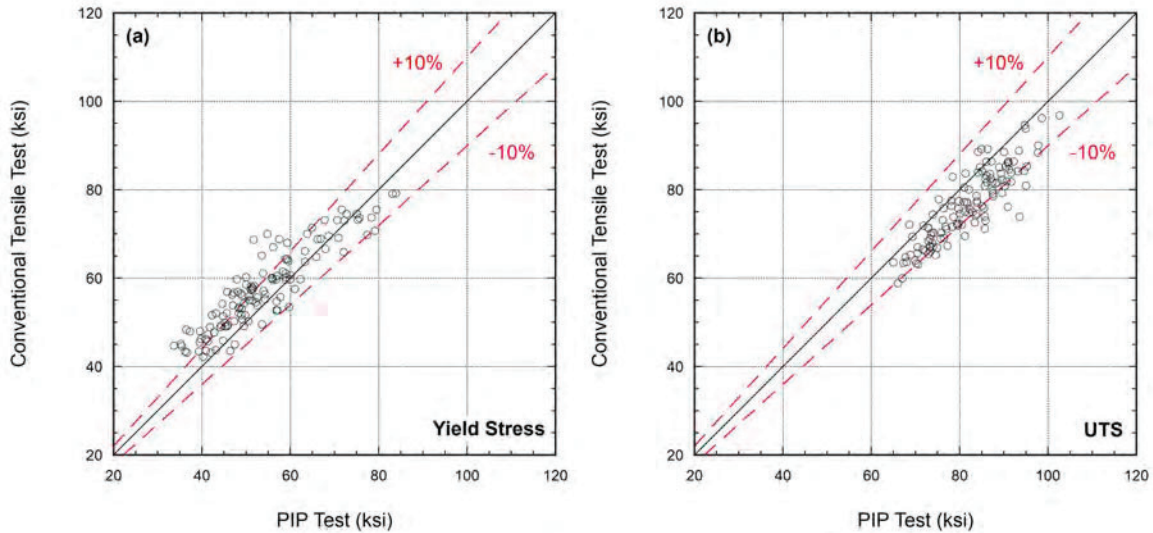 (a)
+10%
-10%
Yield Stress
Conventional Tensile Test (ksi)
120
100
80
60
40
20
20 40 60 80 100 120
PIP Test (ksi)
(b)
+10%
-10%
UTS
Conventional Tensile Test (ksi)
120
100
80
60
40
20
20 40 60 80 100 120
PIP Test (ksi)